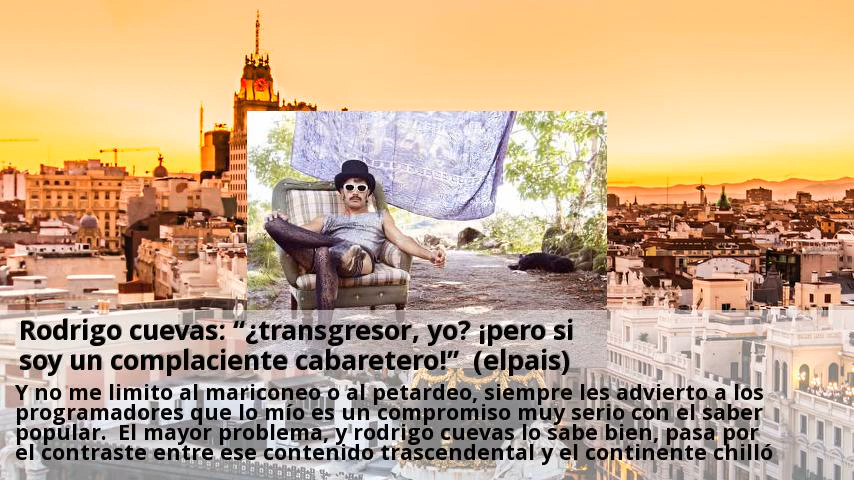 Rodrigo cuevas: “¿transgresor, yo? ¡pero si
soy un complaciente cabaretero!”  (elpais)
Y no me limito al mariconeo o al petardeo, siempre les advierto a los
programadores que lo mío es un compromiso muy serio con el saber
popular.  El mayor problema, y rodrigo cuevas lo sabe bien, pasa por
el contraste entre ese contenido trascendental y el continente chilló